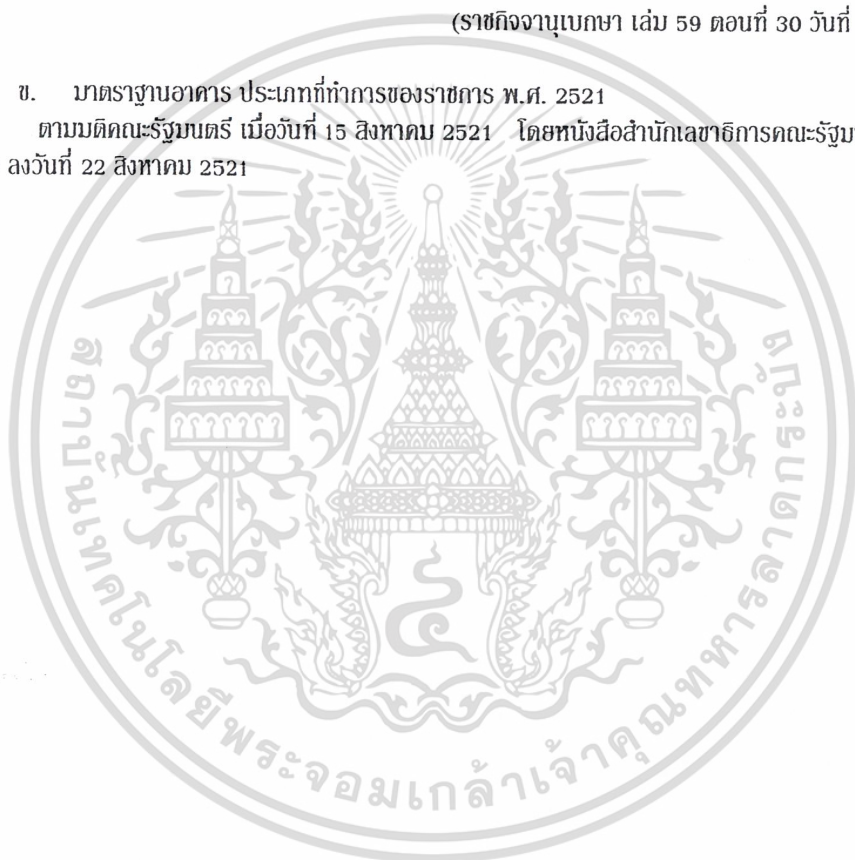 (ราชกิจจานุเบกษา เล่ม 59 ตอนที่ 30 วันที่
ข. มาตราฐานอาคาร ประเภทที่ทำการของราชการ พ.ศ. 2521
ตามมติคณะรัฐมนตรี เมื่อวันที่ 15 สิงหาคม 2521 โดยหนังสือสำนักเลขาธิการคณะรัฐม
ลงวันที่ 22 สิงหาคม 2521
สถาบันเทคโนโลยีพระจอมเกล้าเจ้าคุณทหารลาดกระบัง